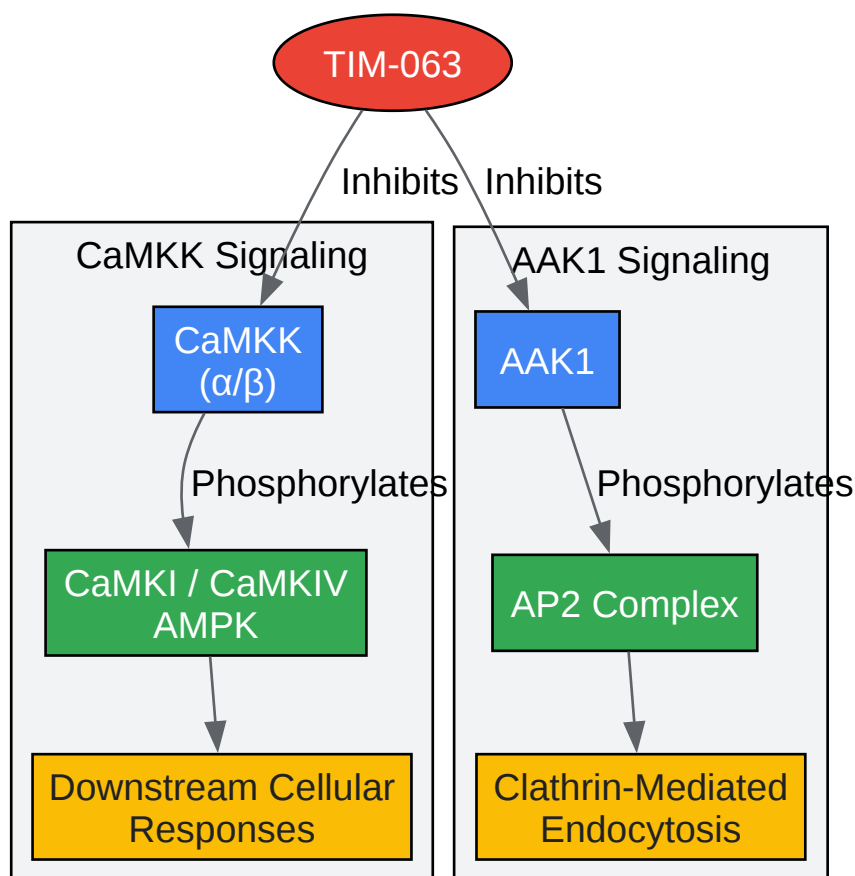 TIM-063
Inhibits
Inhibits
CaMKK Signaling
CaMKK
(α/β)
Phosphorylates
CaMKI / CaMKIV
AMPK
Downstream Cellular
Responses
AAK1 Signaling
AAK1
Phosphorylates
AP2 Complex
Clathrin-Mediated
Endocytosis